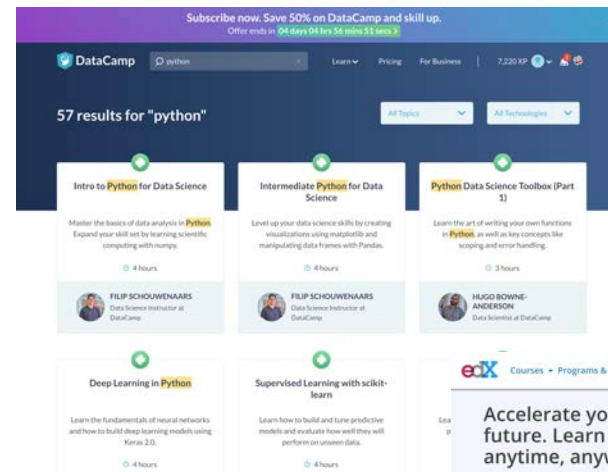 Subscribe now. Save 50% on DataCamp and skill up.
Offer ends in 04 days 04 hrs 56 mins 51 secs >
DataCamp
python
Learn
Pricing
For Business
7,220 XP
57 results for "python"
All Topics
All Technologies
Intro to Python for Data Science
Master the basics of data analysis in Python.
Expand your skill set by learning scientific
computing with numpy.
4 hours
FILIP SCHOUWENAARS
Data Science Instructor at
DataCamp
Intermediate Python for Data
Science
Level up your data science skills by creating
visualizations using matplotlib and
manipulating data frames with Pandas.
4 hours
FILIP SCHOUWENAARS
Data Science Instructor at
DataCamp
Python Data Science Toolbox (Part
1)
Learn the art of writing your own functions
in Python, as well as key concepts like
scoping and error handling.
3 hours
HUGO BOWNE-
ANDERSON
Data Scientist at DataCamp
Deep Learning in Python
Learn the fundamentals of neural networks
and how to build deep learning models using
Keras 2.0.
4 hours
Supervised Learning with scikit-
learn
Learn how to build and tune predictive
models and evaluate how well they will
perform on unseen data.
4 hours
Lea
p
edX
Courses
Programs &
Accelerate yo
future. Learn
anytime, anyw